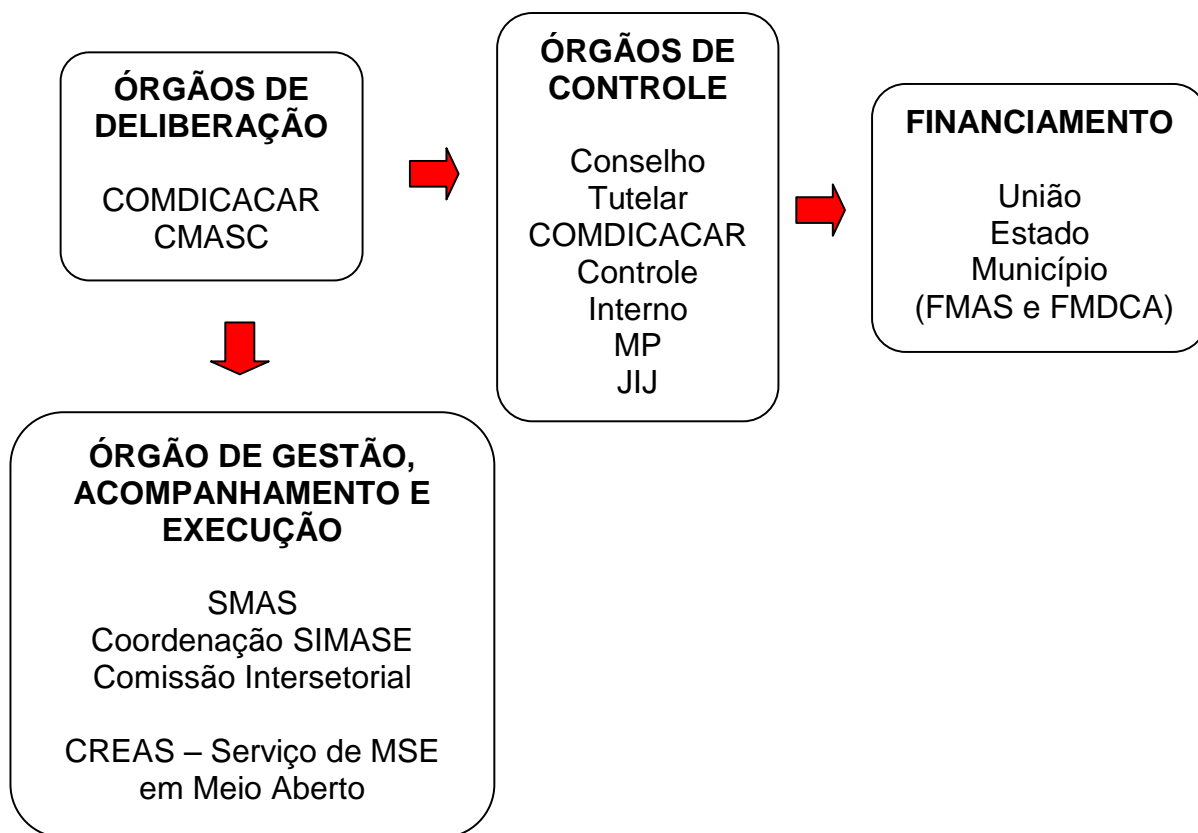 ÓRGÃOS DE
DELIBERAÇÃO
COMDICACAR
CMASC
ÓRGÃOS DE
CONTROLE
Conselho
Tutelar
COMDICACAR
Controle
Interno
MP
JIJ
FINANCIAMENTO
União
Estado
Município
(FMAS e FMDCA)
ÓRGÃO DE GESTÃO,
ACOMPANHAMENTO E
EXECUÇÃO
SMAS
Coordenação SIMASE
Comissão Intersetorial
CREAS – Serviço de MSE
em Meio Aberto